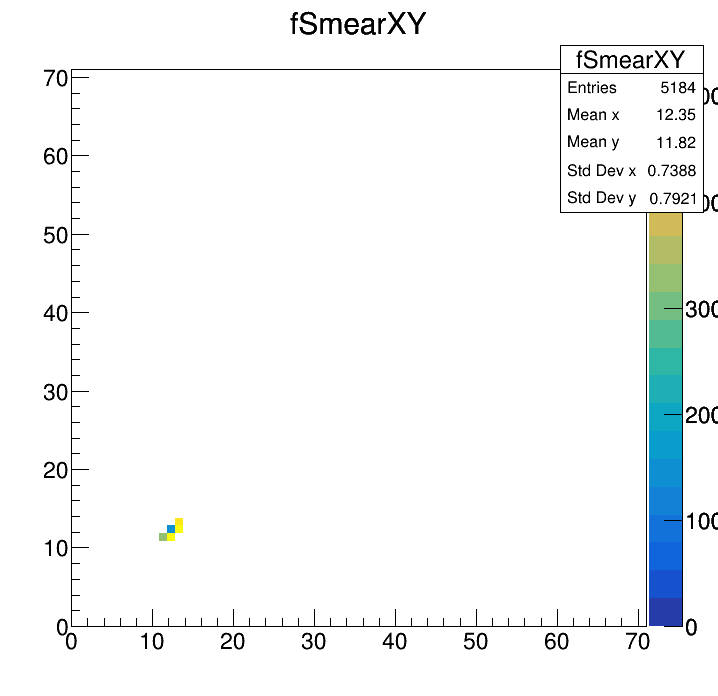 fSmearXY
fSmearXY
Entries 5184
Mean x 12.35
Mean y 11.82
Std Dev x 0.7388
Std Dev y 0.7921
70
60
50
40
30
20
10
0
0 10 20 30 40 50 60 70
300
200
100
0